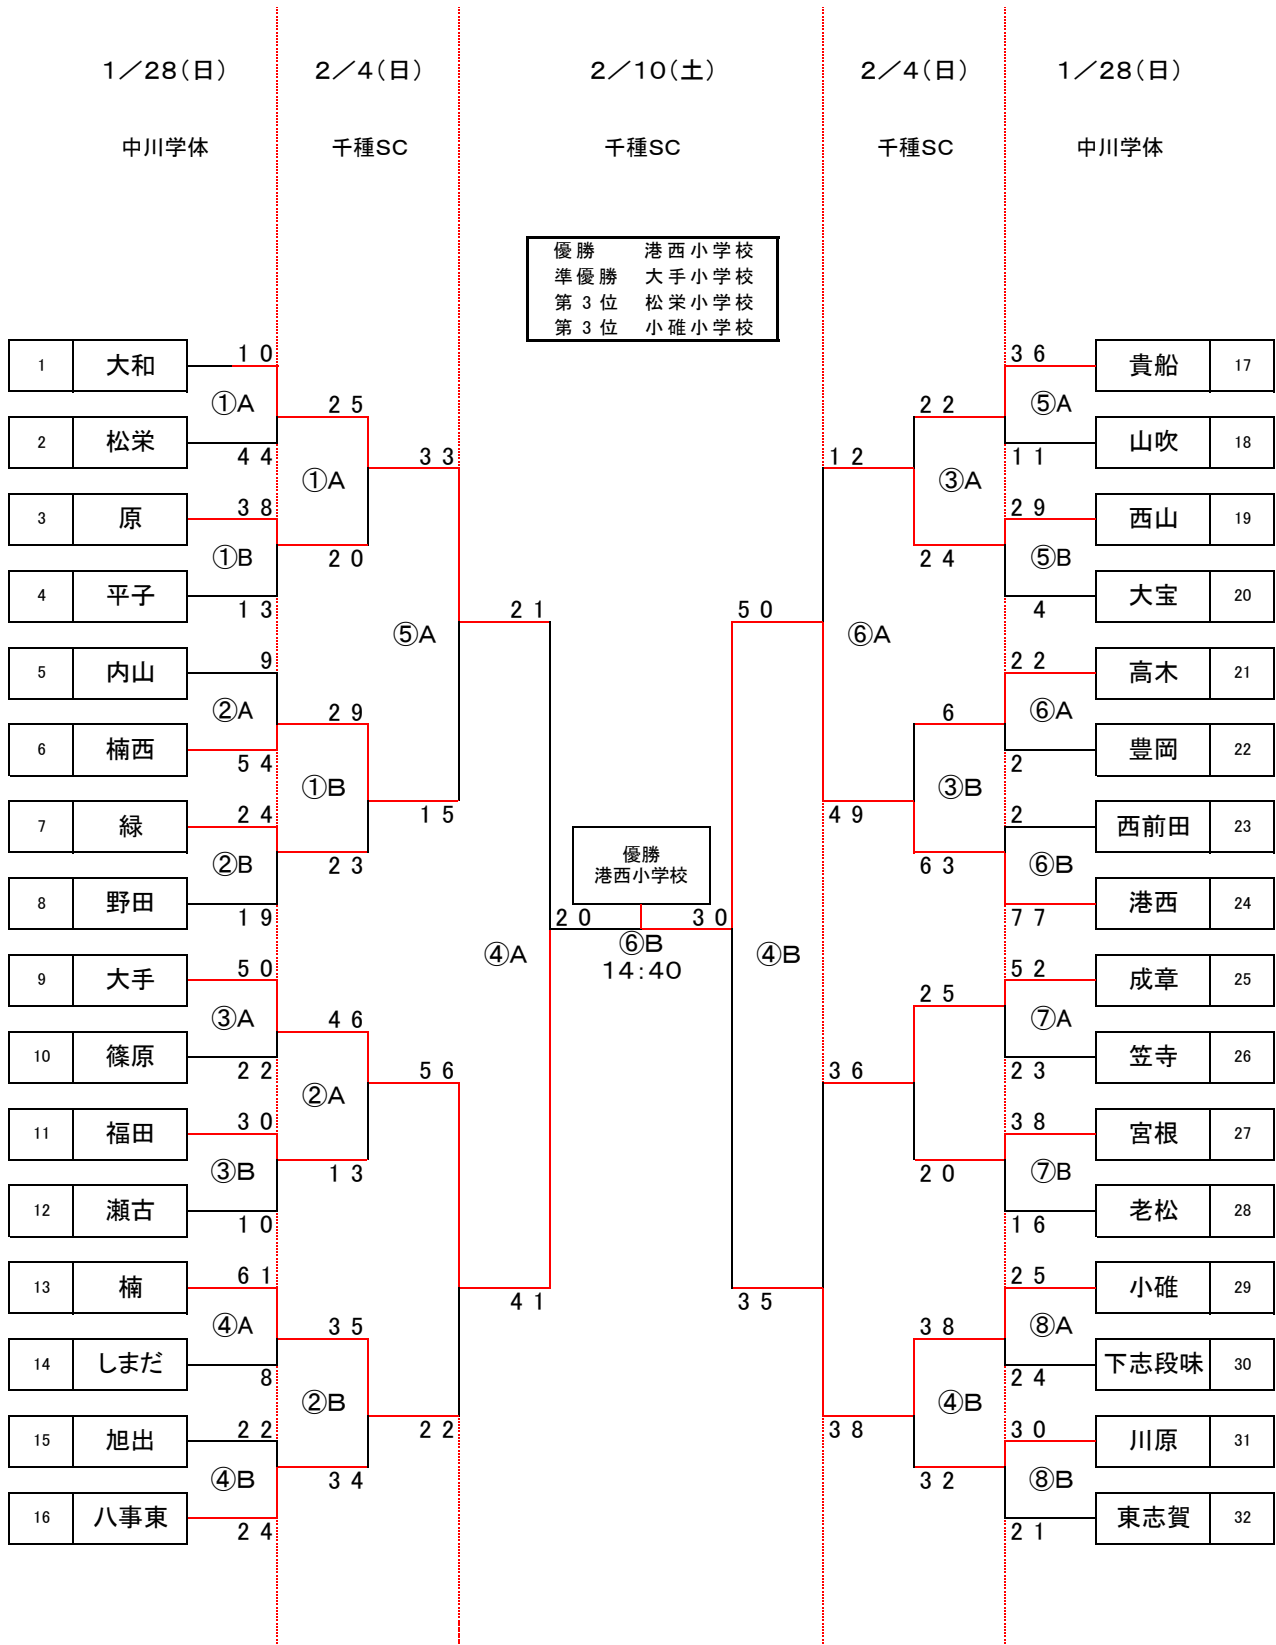 1／28（日） 2／4（日） 2／10（土） 2／4（日） 1／28（日）
中川学体 千種SC 千種SC 千種SC 中川学体
優勝 港西小学校
準優勝 大手小学校
第3位 松栄小学校
第3位 小碓小学校
1 大和 10 36 貴船 17
①A 25 22 ⑤A
2 松栄 44 33 12 11 山吹 18
①A ③A
3 原 38 29 西山 19
①B 20 24 ⑤B
4 平子 13 21 50 4 大宝 20
⑤A ⑥A
5 内山 9 22 高木 21
②A 29 6 ⑥A
6 楠西 54 2 豊岡 22
①B ③B
7 緑 24 15 49 2 西前田 23
優勝
港西小学校
②B 23 63 ⑥B
8 野田 19 20 30 77 港西 24
④A ⑥B ④B
14:40
9 大手 50 52 成章 25
③A 46 25 ⑦A
10 篠原 22 56 36 23 笠寺 26
②A
11 福田 30 38 宮根 27
③B 13 20 ⑦B
12 瀬古 10 16 老松 28
13 楠 61 41 35 25 小碓 29
④A 35 38 ⑧A
14 しまだ 8 24 下志段味 30
②B ④B
15 旭出 22 22 38 30 川原 31
④B 34 32 ⑧B
16 八事東 24 21 東志賀 32